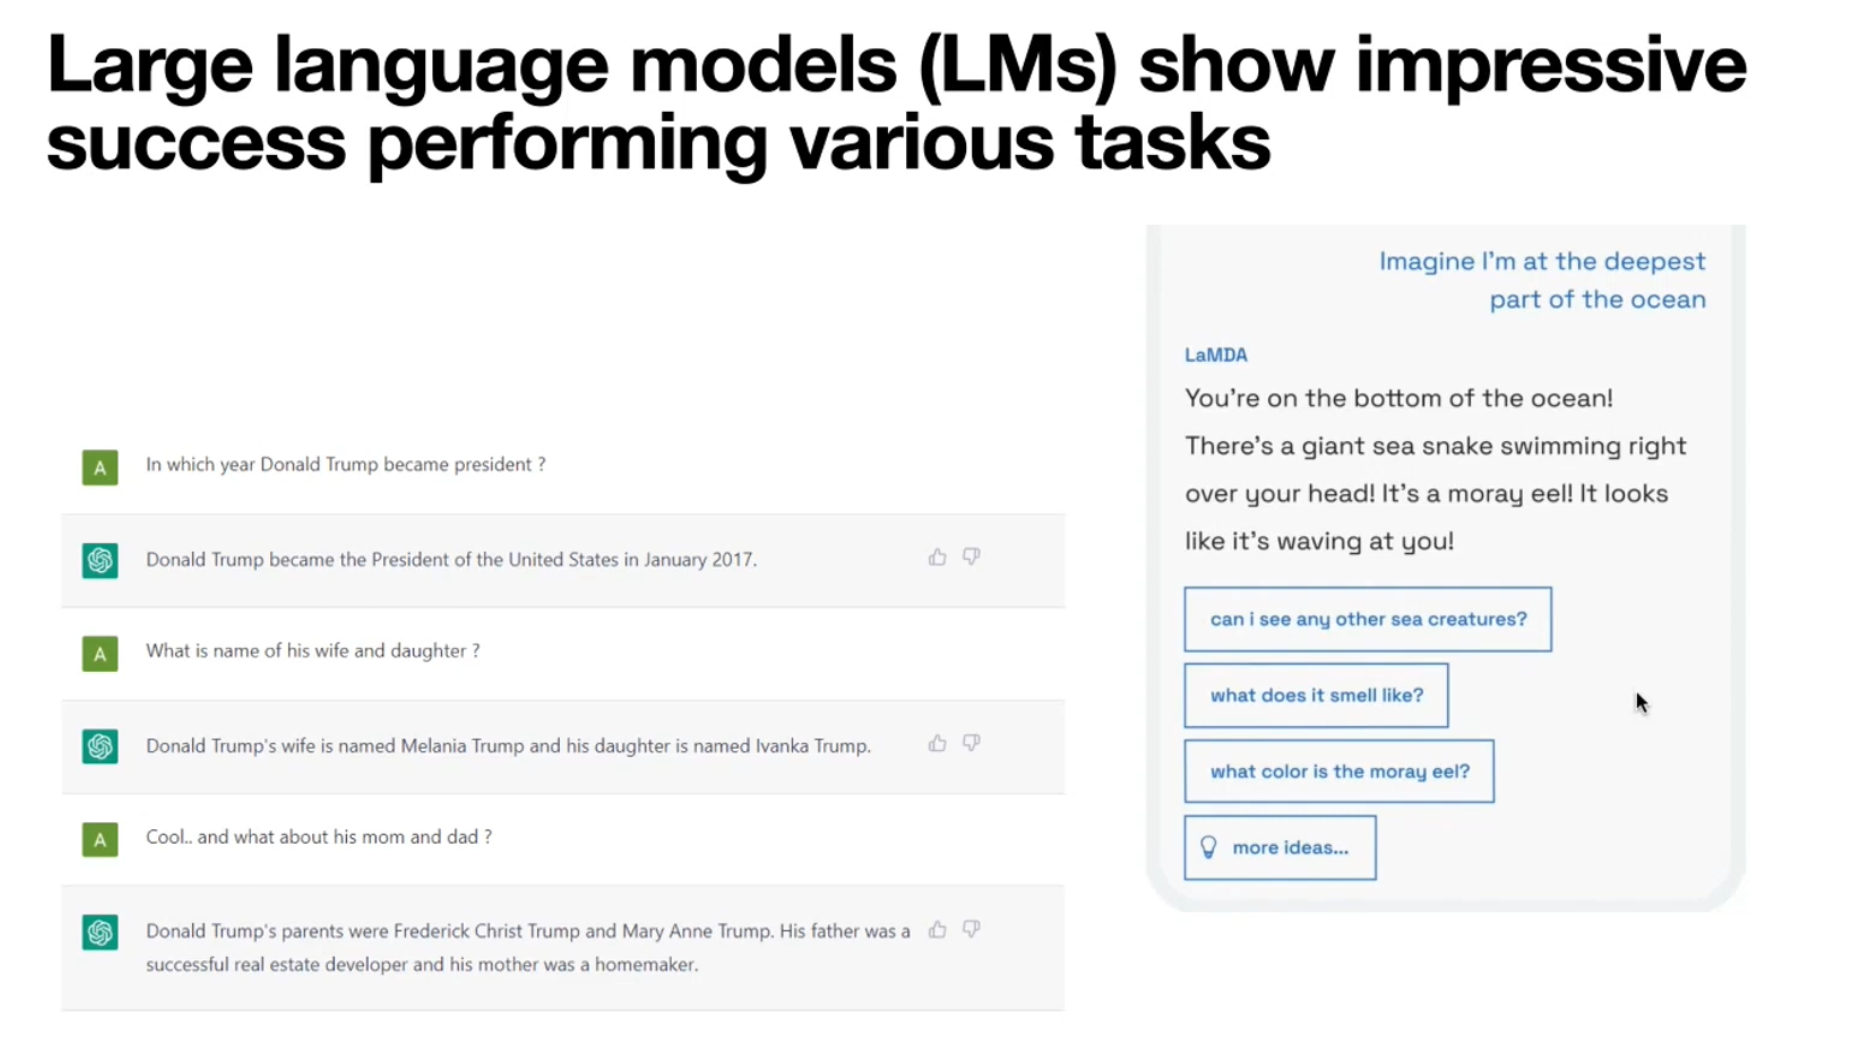 Large language models (LMs) show impressive
success performing various tasks
A
In which year Donald Trump became president ?
Donald Trump became the President of the United States in January 2017.
A
What is name of his wife and daughter ?
Donald Trump's wife is named Melania Trump and his daughter is named Ivanka Trump.
A
Cool.. and what about his mom and dad ?
Donald Trump's parents were Frederick Christ Trump and Mary Anne Trump. His father was a
successful real estate developer and his mother was a homemaker.
Imagine I'm at the deepest
part of the ocean
LaMDA
You're on the bottom of the ocean!
There's a giant sea snake swimming right
over your head! It's a moray eel! It looks
like it's waving at you!
can i see any other sea creatures?
what does it smell like?
what color is the moray eel?
more ideas...